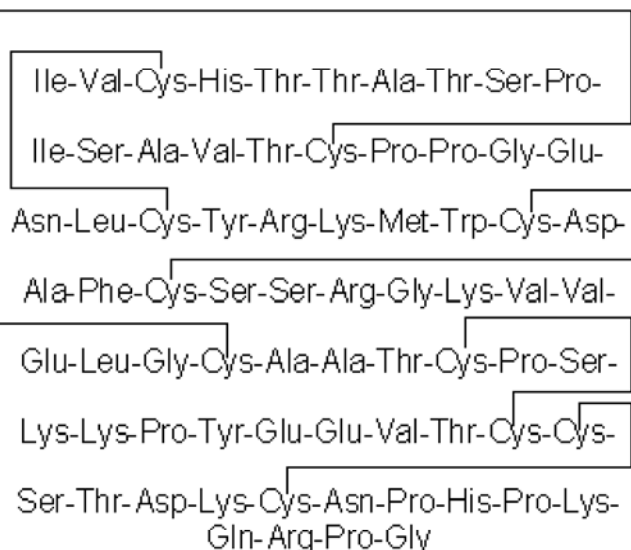 Ile-Val-Cys-His-Thr-Thr-Ala-Thr-Ser-Pro-
Ile-Ser-Ala-Val-Thr-Cys-Pro-Pro-Gly-Glu-
Asn-Leu-Cys-Tyr-Arg-Lys-Met-Trp-Cys-Asp-
Ala-Phe-Cys-Ser-Ser-Arg-Gly-Lys-Val-Val-
Glu-Leu-Gly-Cys-Ala-Ala-Thr-Cys-Pro-Ser-
Lys-Lys-Pro-Tyr-Glu-Glu-Val-Thr-Cys-Cys-
Ser-Thr-Asp-Lys-Cys-Asn-Pro-His-Pro-Lys-
Gln-Arg-Pro-Gly